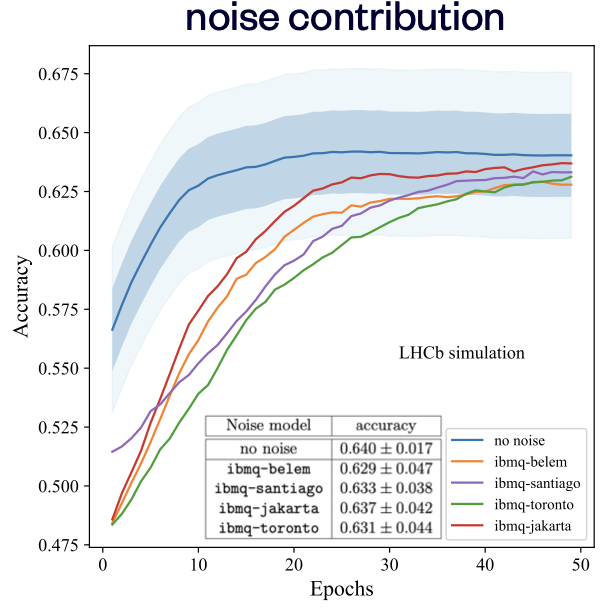 noise contribution
0.675
0.650
0.625
0.600
0.575
0.550
0.525
0.500
0.475
Accuracy
LHCb simulation
Noise model accuracy
no noise 0.640 ± 0.017
ibmq-belem 0.629 ± 0.047
ibmq-santiago 0.633 ± 0.038
ibmq-jakarta 0.637 ± 0.042
ibmq-toronto 0.631 ± 0.044
no noise
ibmq-belem
ibmq-santiago
ibmq-toronto
ibmq-jakarta
0 10 20 30 40 50
Epochs